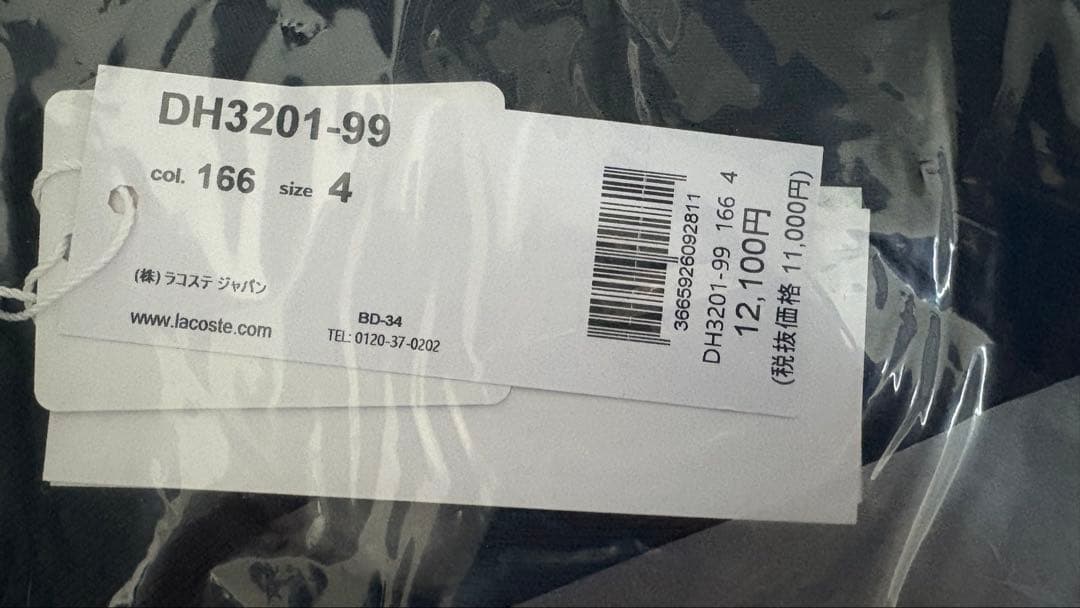 DH3201-99
col. 166 size 4
(株)ラコステ ジャパン
www.lacoste.com
BD-34
TEL: 0120-37-0202
3665926092811
DH3201-99 166 4
12,100円
(税抜価格 11,000円)